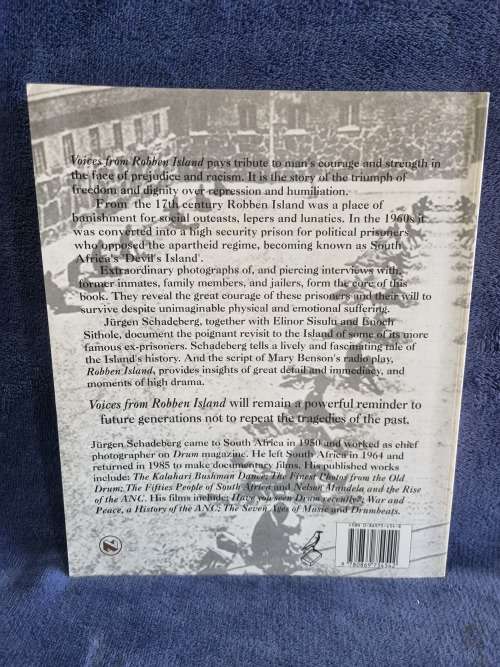 Voices from Robben Island pays tribute to man's courage and strength in
the face of prejudice and racism. It is the story of the triumph of
freedom and dignity over repression and humiliation.
From the 17th century Robben Island was a place of
banishment for social outcasts, lepers and lunatics. In the 1960s it
was converted into a high security prison for political prisoners
who opposed the apartheid regime, becoming known as South
Africa's 'Devil's Island'.
Extraordinary photographs of, and piercing interviews with,
former inmates, family members, and jailers, form the core of this
book. They reveal the great courage of these prisoners and their will to
survive despite unimaginable physical and emotional suffering.
Jürgen Schadeberg, together with Elinor Sisulu and Enoch
Sithole, document the poignant revisit to the Island of some of its more
famous ex-prisoners. Schadeberg tells a lively and fascinating tale of
the Island's history. And the script of Mary Benson's radio play,
Robben Island, provides insights of great detail and immediacy, and
moments of high drama.
Voices from Robben Island will remain a powerful reminder to
future generations not to repeat the tragedies of the past.
Jürgen Schadeberg came to South Africa in 1950 and worked as chief
photographer on Drum magazine. He left South Africa in 1964 and
returned in 1985 to make documentary films. His published works
include: The Kalahari Bushman Dance; The Finest Photos from the Old
Drum; The Fifties People of South Africa and Nelson Mandela and the Rise
of the ANC. His films include: Have you seen Drum recently?; War and
Peace, a History of the ANC; The Seven Ages of Music and Drumbeats.
ISBN 0-86975-434-8
9 780869 754342